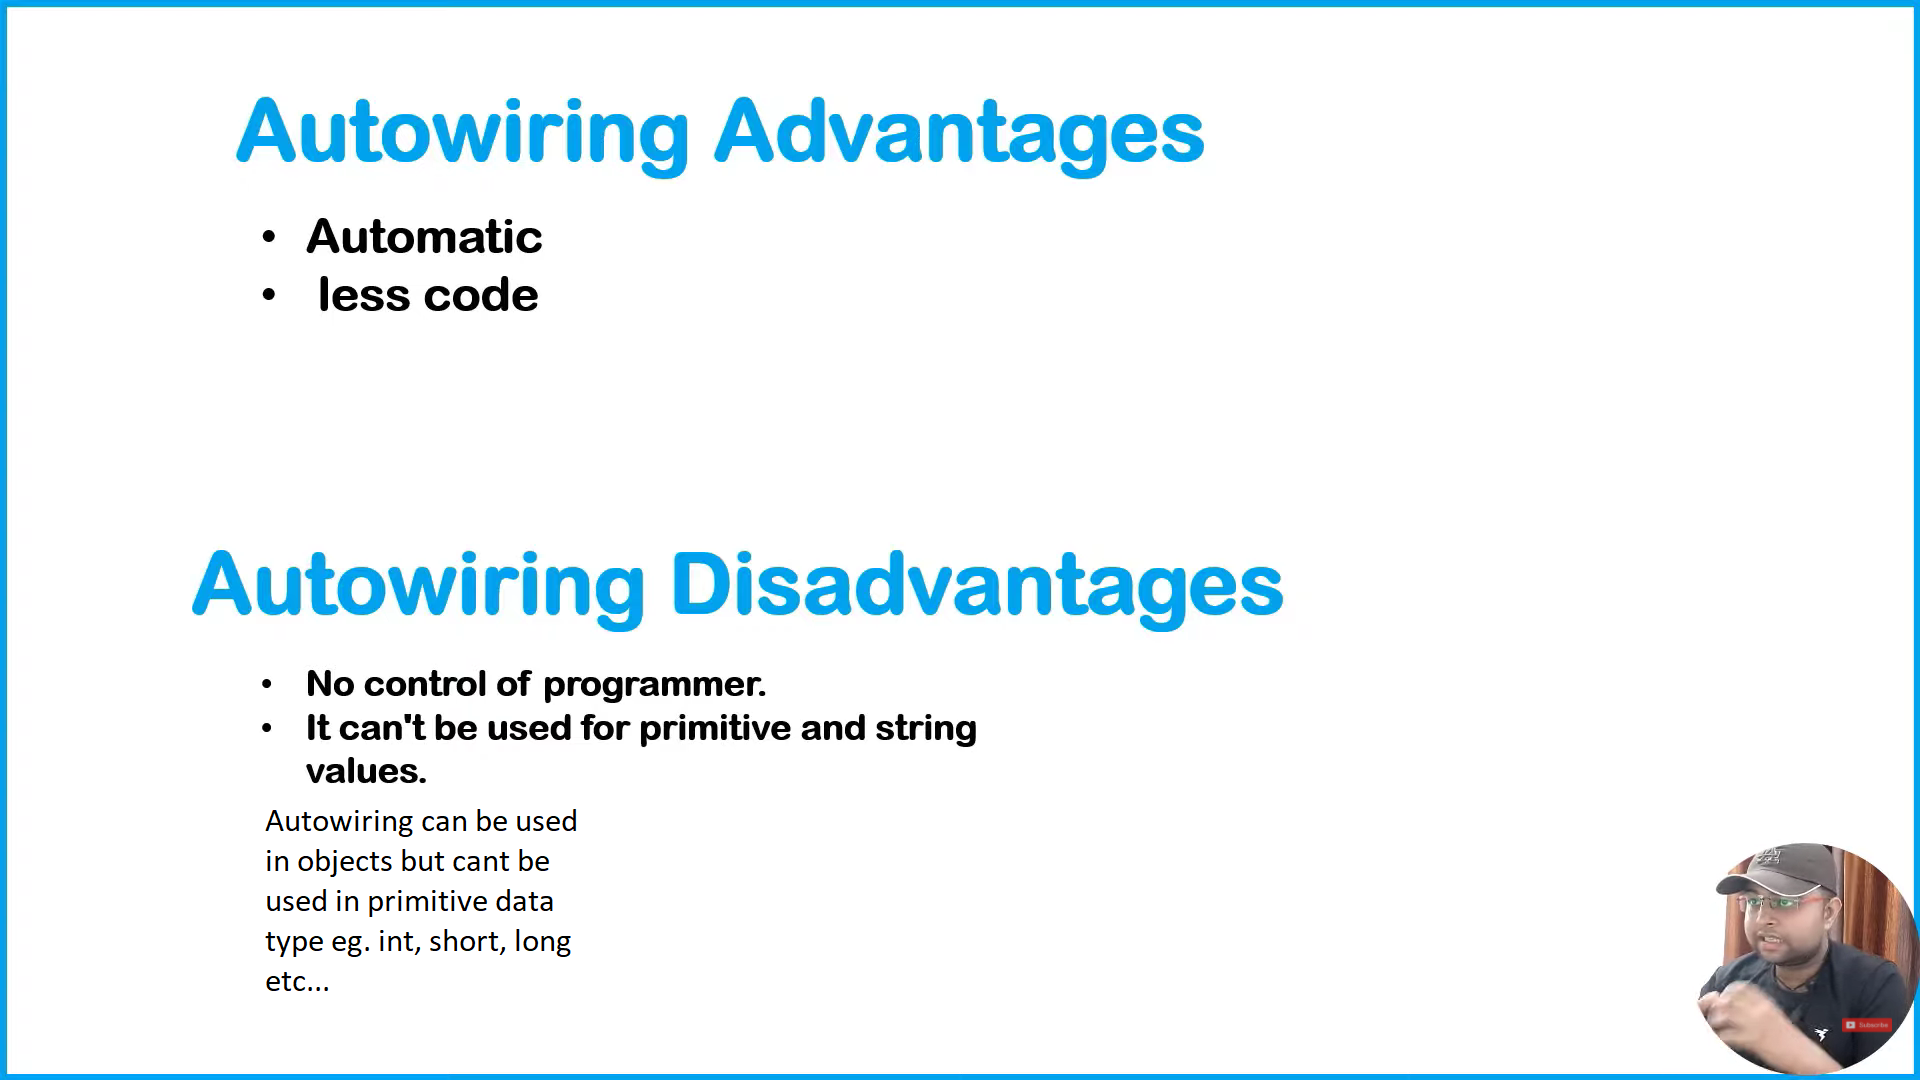 Autowiring Advantages
• Automatic
• less code
Autowiring Disadvantages
• No control of programmer.
• It can't be used for primitive and string
values.
Autowiring can be used
in objects but cant be
used in primitive data
type eg. int, short, long
etc...
Subscribe